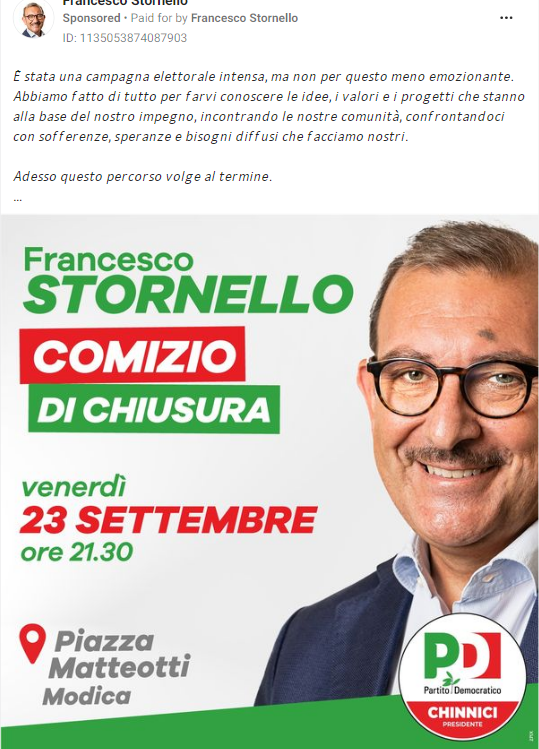 Francesco Stornello
Sponsored • Paid for by Francesco Stornello
ID: 1135053874087903
È stata una campagna elettorale intensa, ma non per questo meno emozionante.
Abbiamo fatto di tutto per farvi conoscere le idee, i valori e i progetti che stanno
alla base del nostro impegno, incontrando le nostre comunità, confrontandoci
con sofferenze, speranze e bisogni diffusi che facciamo nostri.
Adesso questo percorso volge al termine.
...
Francesco
STORNELLO
COMIZIO
DI CHIUSURA
venerdì
23 SETTEMBRE
ore 21.30
Piazza
Matteotti
Modica
PD
Partito Democratico
CHINNICI
PRESIDENTE